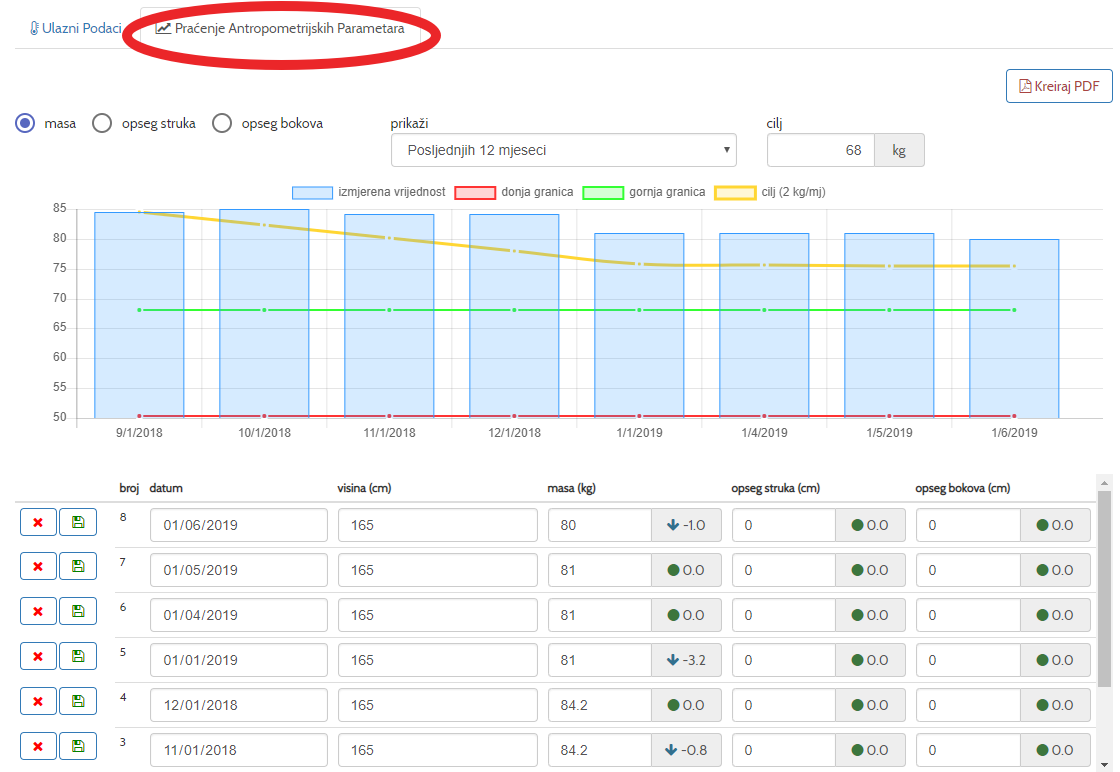 Ulazni Podaci
Praćenje Antropometrijskih Parametara
Kreiraj PDF
masa opseg struka opseg bokova
prikaži
cilj
Posljednjih 12 mjeseci
68 kg
izmjerena vrijednost donja granica gornja granica cilj (2 kg/mj)
85
80
75
70
65
60
55
50
9/1/2018 10/1/2018 11/1/2018 12/1/2018 1/1/2019 1/4/2019 1/5/2019 1/6/2019
broj datum visina (cm) masa (kg) opseg struka (cm) opseg bokova (cm)
8 01/06/2019 165 80 -1.0 0 0.0 0 0.0
7 01/05/2019 165 81 0.0 0 0.0 0 0.0
6 01/04/2019 165 81 0.0 0 0.0 0 0.0
5 01/01/2019 165 81 -3.2 0 0.0 0 0.0
4 12/01/2018 165 84.2 0.0 0 0.0 0 0.0
3 11/01/2018 165 84.2 -0.8 0 0.0 0 0.0